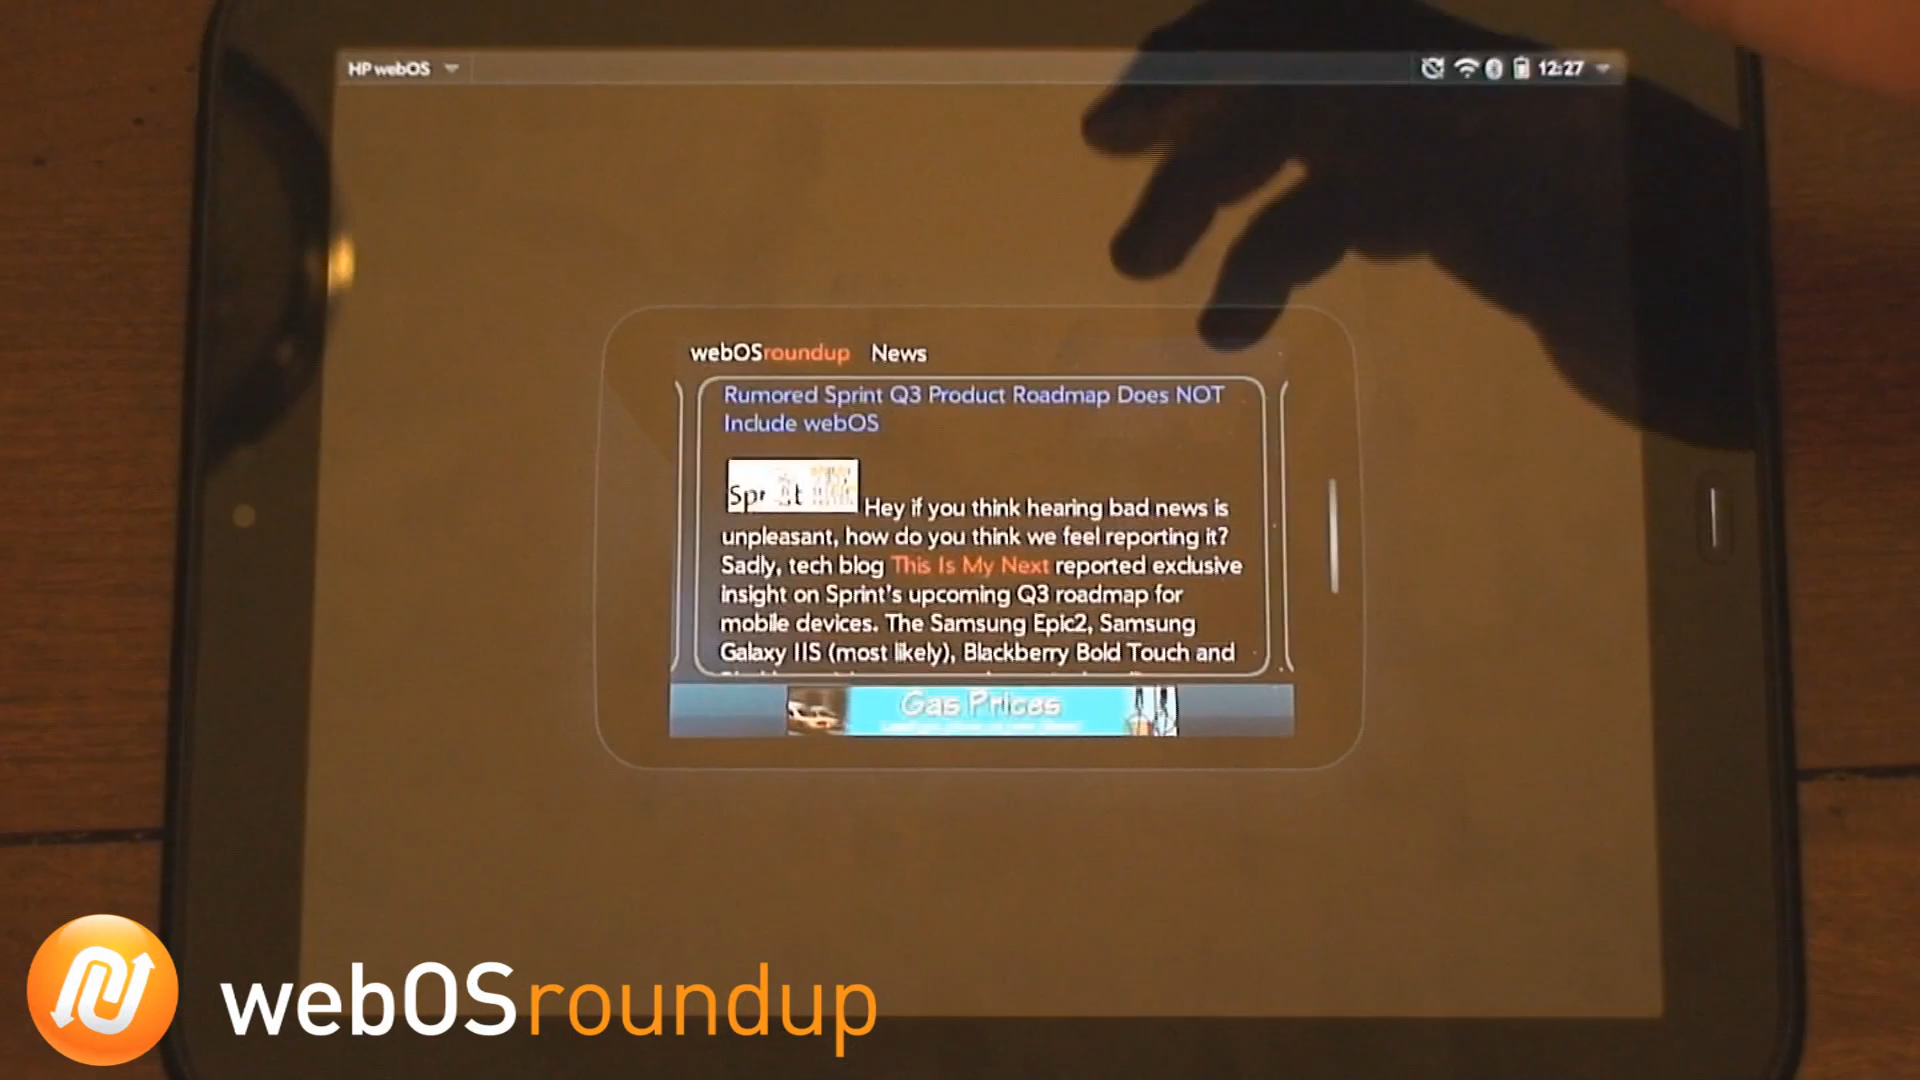 HP webOS
12:27
webOSroundup News
Rumored Sprint Q3 Product Roadmap Does NOT
Include webOS
Hey if you think hearing bad news is
unpleasant, how do you think we feel reporting it?
Sadly, tech blog This Is My Next reported exclusive
insight on Sprint's upcoming Q3 roadmap for
mobile devices. The Samsung Epic2, Samsung
Galaxy IIS (most likely), Blackberry Bold Touch and
Gas Prices
webOSroundup